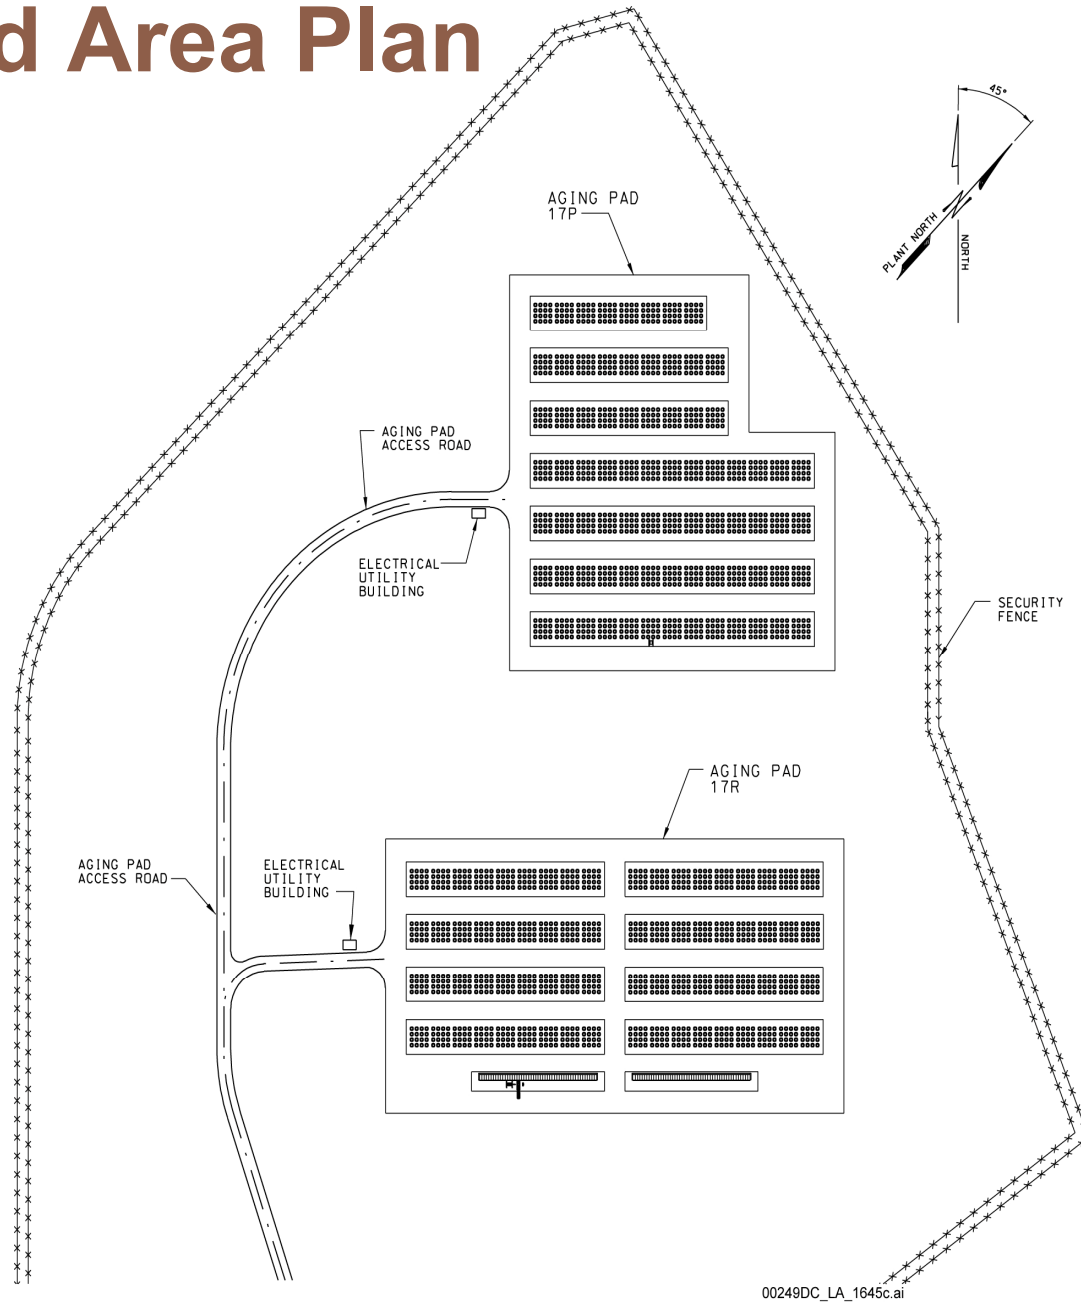 d Area Plan
45°
PLANT NORTH
NORTH
AGING PAD
17P
AGING PAD
ACCESS ROAD
ELECTRICAL
UTILITY
BUILDING
SECURITY
FENCE
AGING PAD
17R
AGING PAD
ACCESS ROAD
ELECTRICAL
UTILITY
BUILDING
00249DC_LA_1645c.ai